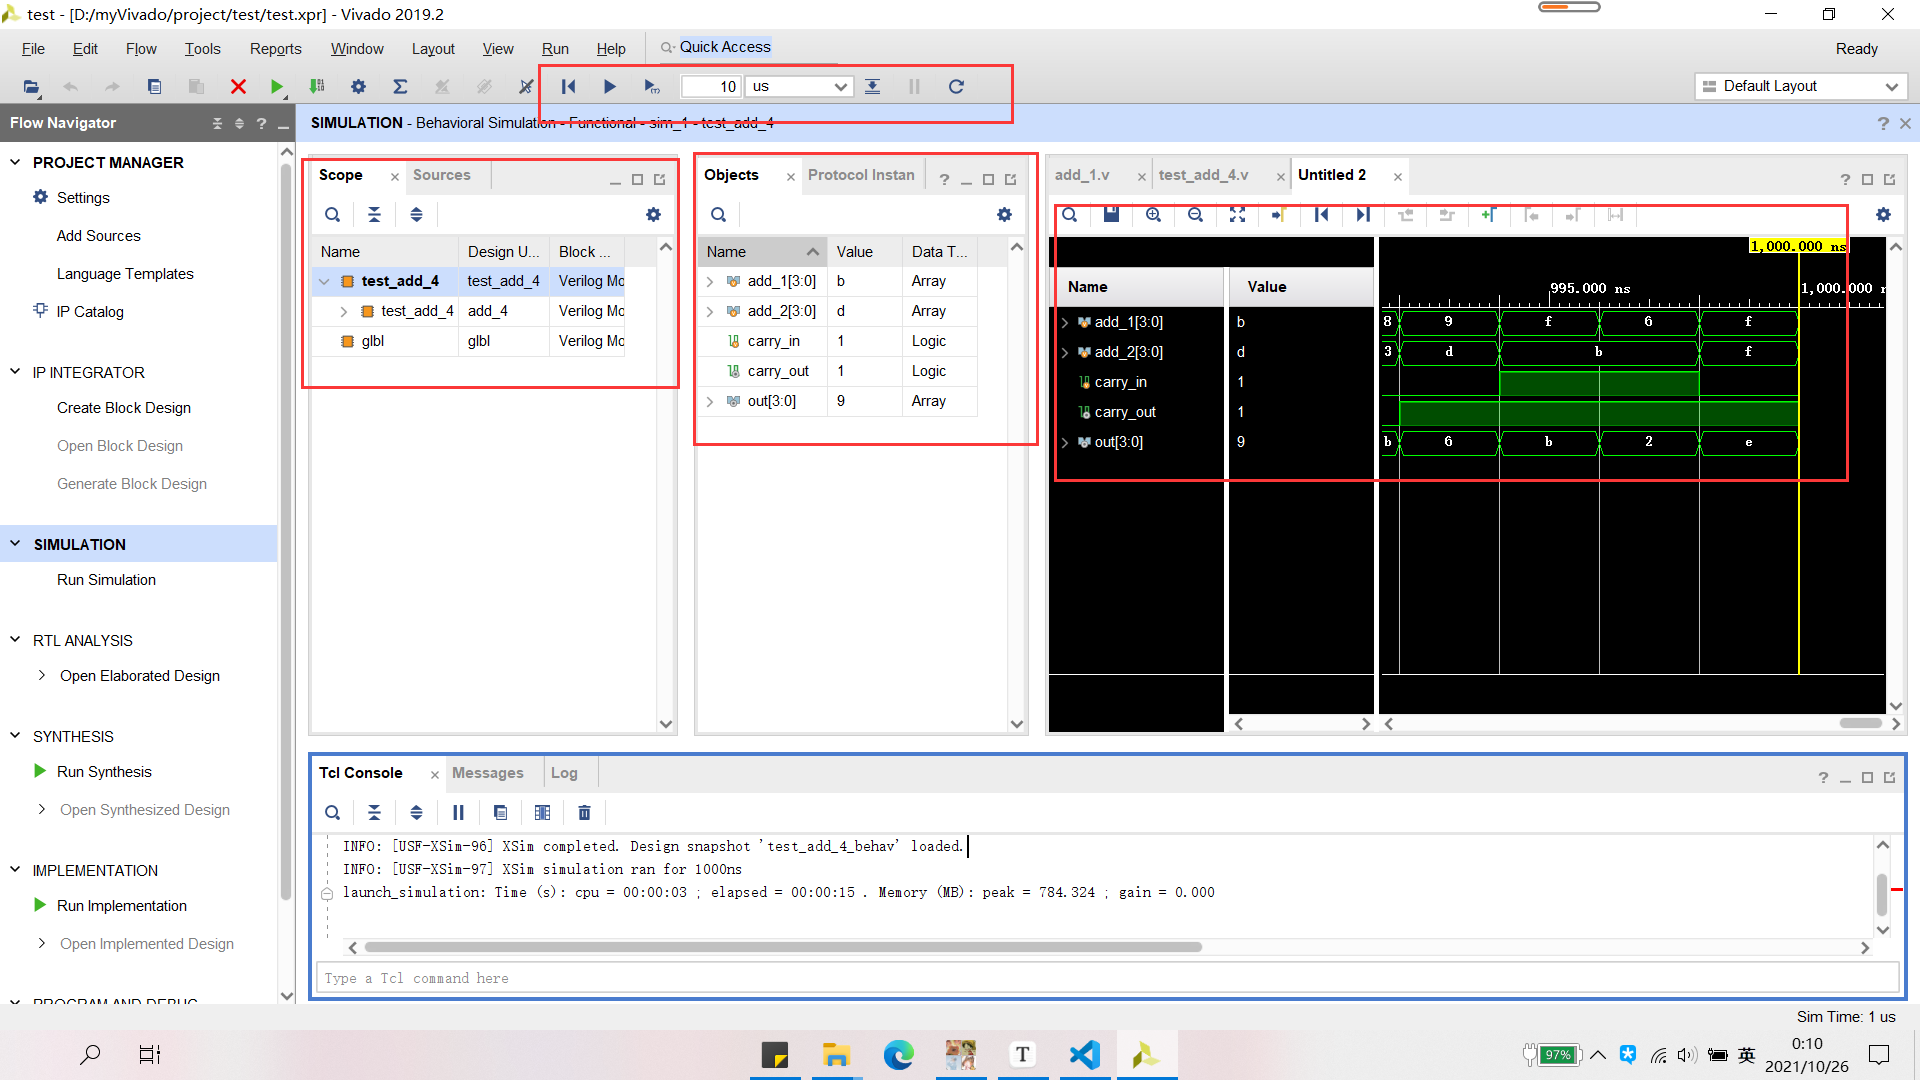 test - [D:/myVivado/project/test/test.xpr] - Vivado 2019.2
File Edit Flow Tools Reports Window Layout View Run Help Quick Access Ready
10 us Default Layout
Flow Navigator
PROJECT MANAGER
Settings
Add Sources
Language Templates
IP Catalog
IP INTEGRATOR
Create Block Design
Open Block Design
Generate Block Design
SIMULATION
Run Simulation
RTL ANALYSIS
Open Elaborated Design
SYNTHESIS
Run Synthesis
Open Synthesized Design
IMPLEMENTATION
Run Implementation
Open Implemented Design
PROGRAM AND DEBUG
SIMULATION - Behavioral Simulation - Functional - sim_1 - test_add_4
Scope Sources
Name Design U... Block ...
test_add_4 test_add_4 Verilog Mo
test_add_4 add_4 Verilog Mo
glbl glbl Verilog Mo
Objects Protocol Instan
Name Value Data T...
add_1[3:0] b Array
add_2[3:0] d Array
carry_in 1 Logic
carry_out 1 Logic
out[3:0] 9 Array
add_1.v test_add_4.v Untitled 2
1,000.000 ns
Name Value 995.000 ns 1,000.000 n
add_1[3:0] b 8 9 f 6 f
add_2[3:0] d 3 d b f
carry_in 1
carry_out 1
out[3:0] 9 b 6 b 2 e
Tcl Console Messages Log
INFO: [USF-XSim-96] XSim completed. Design snapshot 'test_add_4_behav' loaded.
INFO: [USF-XSim-97] XSim simulation ran for 1000ns
launch_simulation: Time (s): cpu = 00:00:03 ; elapsed = 00:00:15 . Memory (MB): peak = 784.324 ; gain = 0.000
Type a Tcl command here
Sim Time: 1 us
T 97% 英 0:10
2021/10/26